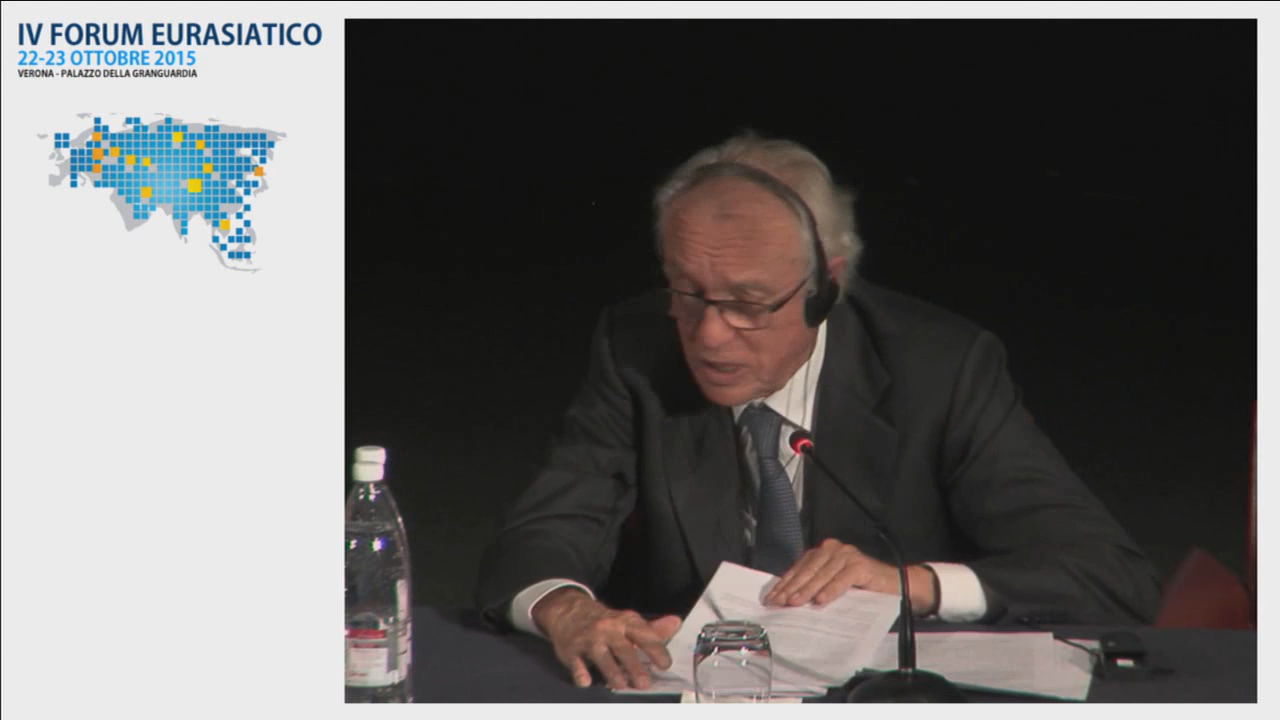 IV FORUM EURASIATICO
22-23 OTTOBRE 2015
VERONA - PALAZZO DELLA GRANGUARDIA